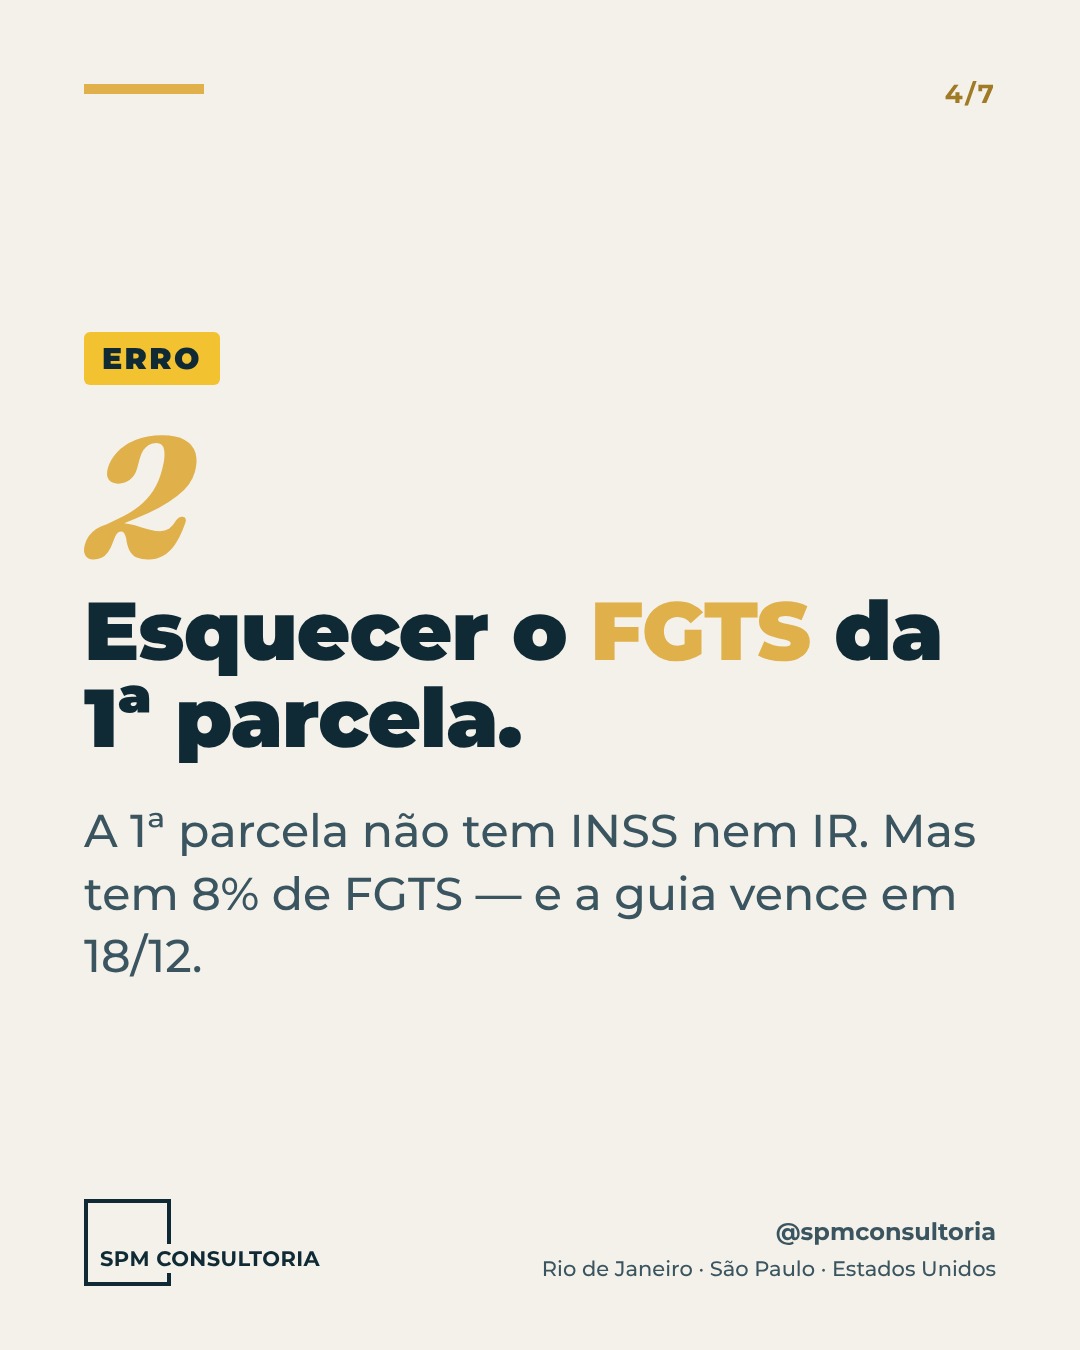 4/7
ERRO
2
Esquecer o FGTS da
1ª parcela.
A 1ª parcela não tem INSS nem IR. Mas
tem 8% de FGTS — e a guia vence em
18/12.
SPM CONSULTORIA
@spmconsultoria
Rio de Janeiro · São Paulo · Estados Unidos